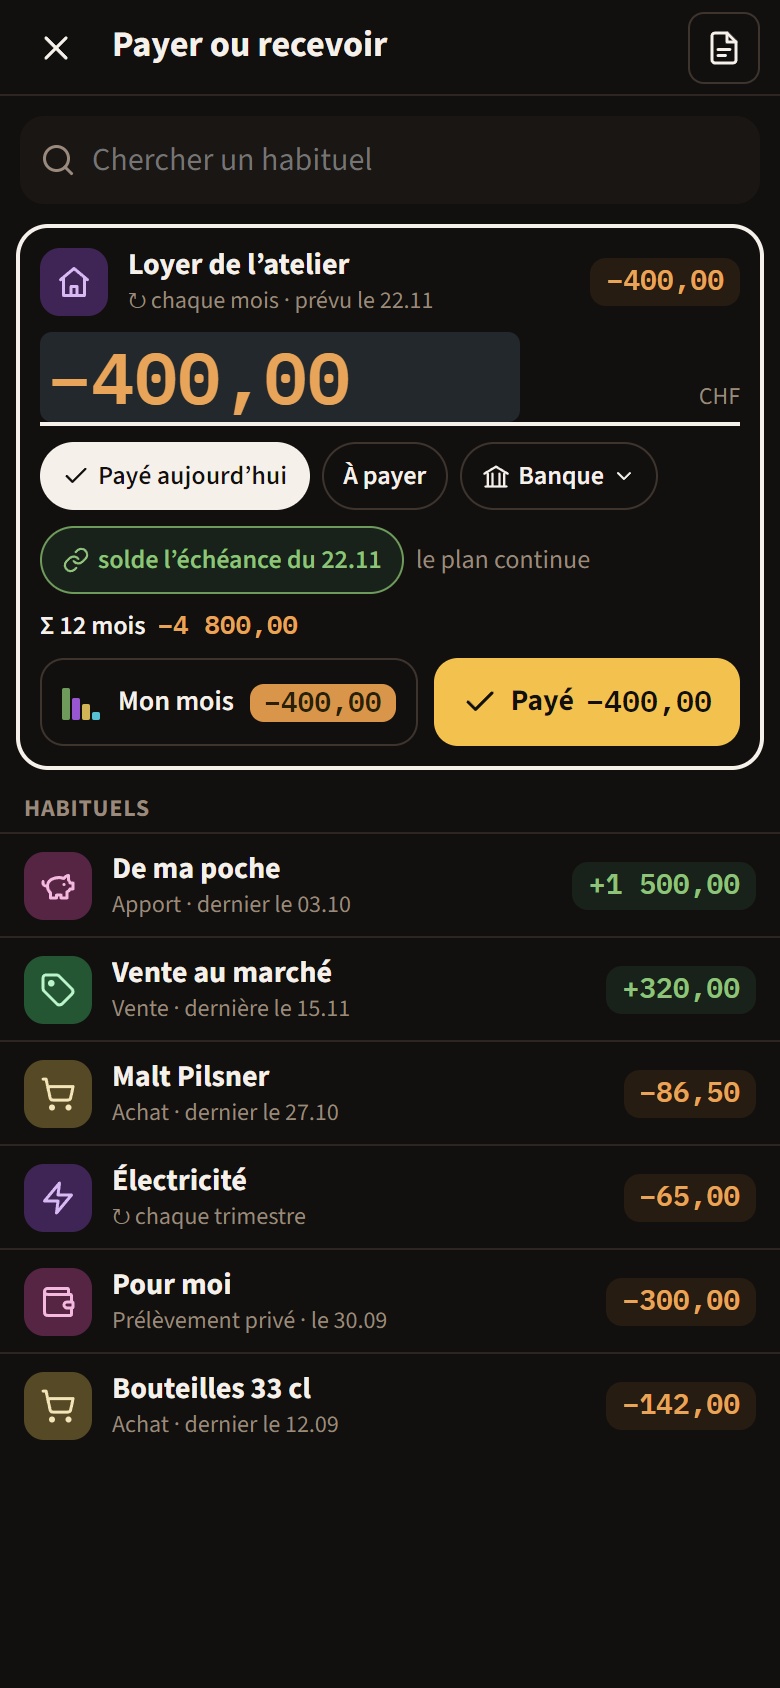 Payer ou recevoir
Chercher un habituel
Loyer de l’atelier
−400,00
↻ chaque mois · prévu le 22.11
−400,00
CHF
Payé aujourd’hui
À payer
Banque
solde l’échéance du 22.11
le plan continue
Σ 12 mois −4 800,00
Mon mois −400,00
Payé −400,00
HABITUELS
De ma poche
+1 500,00
Apport · dernier le 03.10
Vente au marché
+320,00
Vente · dernière le 15.11
Malt Pilsner
−86,50
Achat · dernier le 27.10
Électricité
−65,00
↻ chaque trimestre
Pour moi
−300,00
Prélèvement privé · le 30.09
Bouteilles 33 cl
−142,00
Achat · dernier le 12.09